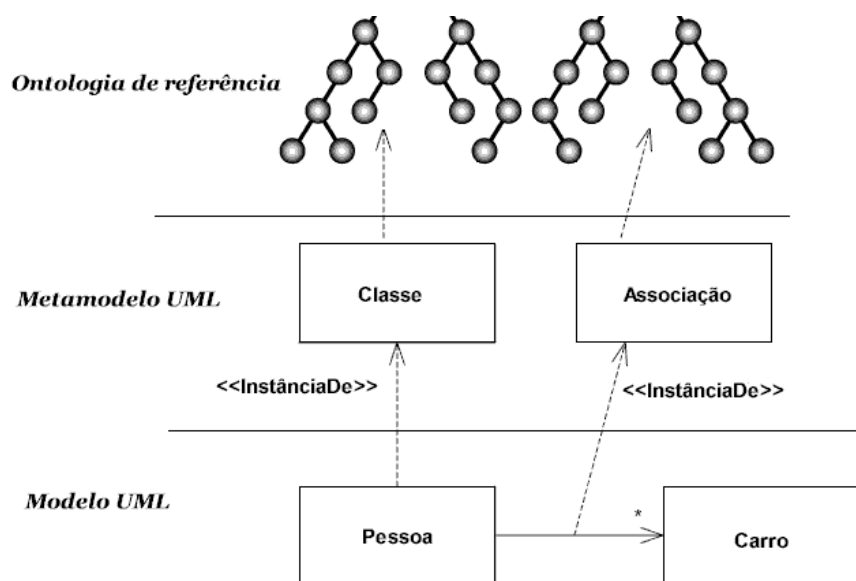 Ontologia de referência
Metamodelo UML
Classe
Associação
<<InstânciaDe>>
<<InstânciaDe>>
Modelo UML
Pessoa
*
Carro